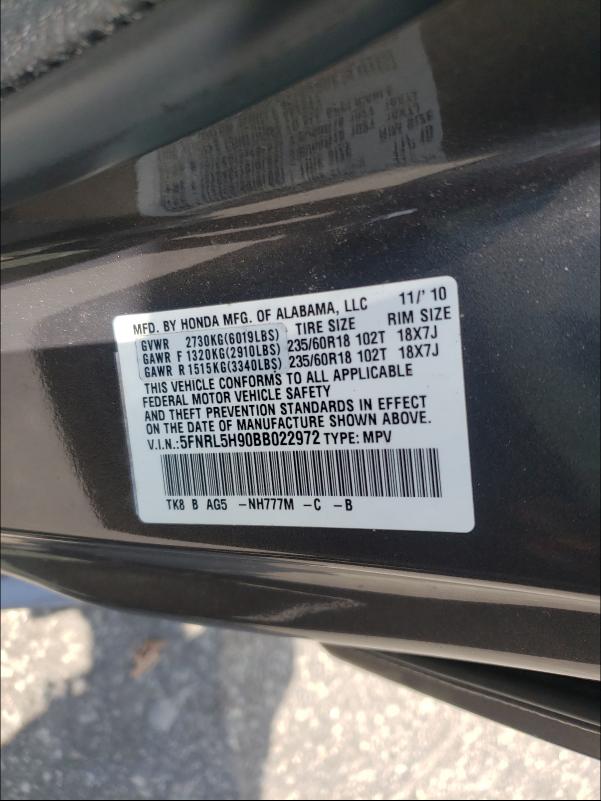 MFD. BY HONDA MFG. OF ALABAMA, LLC 11/'10
GVWR 2730KG(6019LBS) TIRE SIZE RIM SIZE
GAWR F 1320KG(2910LBS) 235/60R18 102T 18X7J
GAWR R 1515KG(3340LBS) 235/60R18 102T 18X7J
THIS VEHICLE CONFORMS TO ALL APPLICABLE
FEDERAL MOTOR VEHICLE SAFETY
AND THEFT PREVENTION STANDARDS IN EFFECT
ON THE DATE OF MANUFACTURE SHOWN ABOVE.
V.I.N.:5FNRL5H90BB022972 TYPE: MPV
TK8 B AG5 -NH777M -C -B